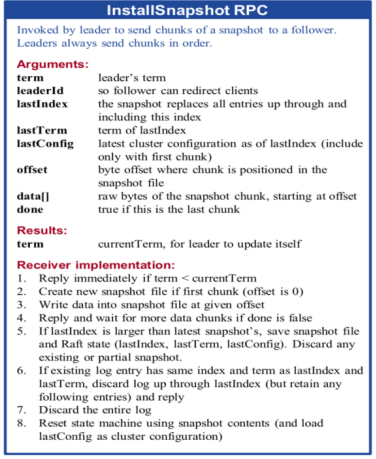 InstallSnapshot RPC
Invoked by leader to send chunks of a snapshot to a follower.
Leaders always send chunks in order.
Arguments:
term leader's term
leaderId so follower can redirect clients
lastIndex the snapshot replaces all entries up through and
including this index
lastTerm term of lastIndex
lastConfig latest cluster configuration as of lastIndex (include
only with first chunk)
offset byte offset where chunk is positioned in the
snapshot file
data[] raw bytes of the snapshot chunk, starting at offset
done true if this is the last chunk
Results:
term currentTerm, for leader to update itself
Receiver implementation:
1. Reply immediately if term < currentTerm
2. Create new snapshot file if first chunk (offset is 0)
3. Write data into snapshot file at given offset
4. Reply and wait for more data chunks if done is false
5. If lastIndex is larger than latest snapshot's, save snapshot file
and Raft state (lastIndex, lastTerm, lastConfig). Discard any
existing or partial snapshot.
6. If existing log entry has same index and term as lastIndex and
lastTerm, discard log up through lastIndex (but retain any
following entries) and reply
7. Discard the entire log
8. Reset state machine using snapshot contents (and load
lastConfig as cluster configuration)